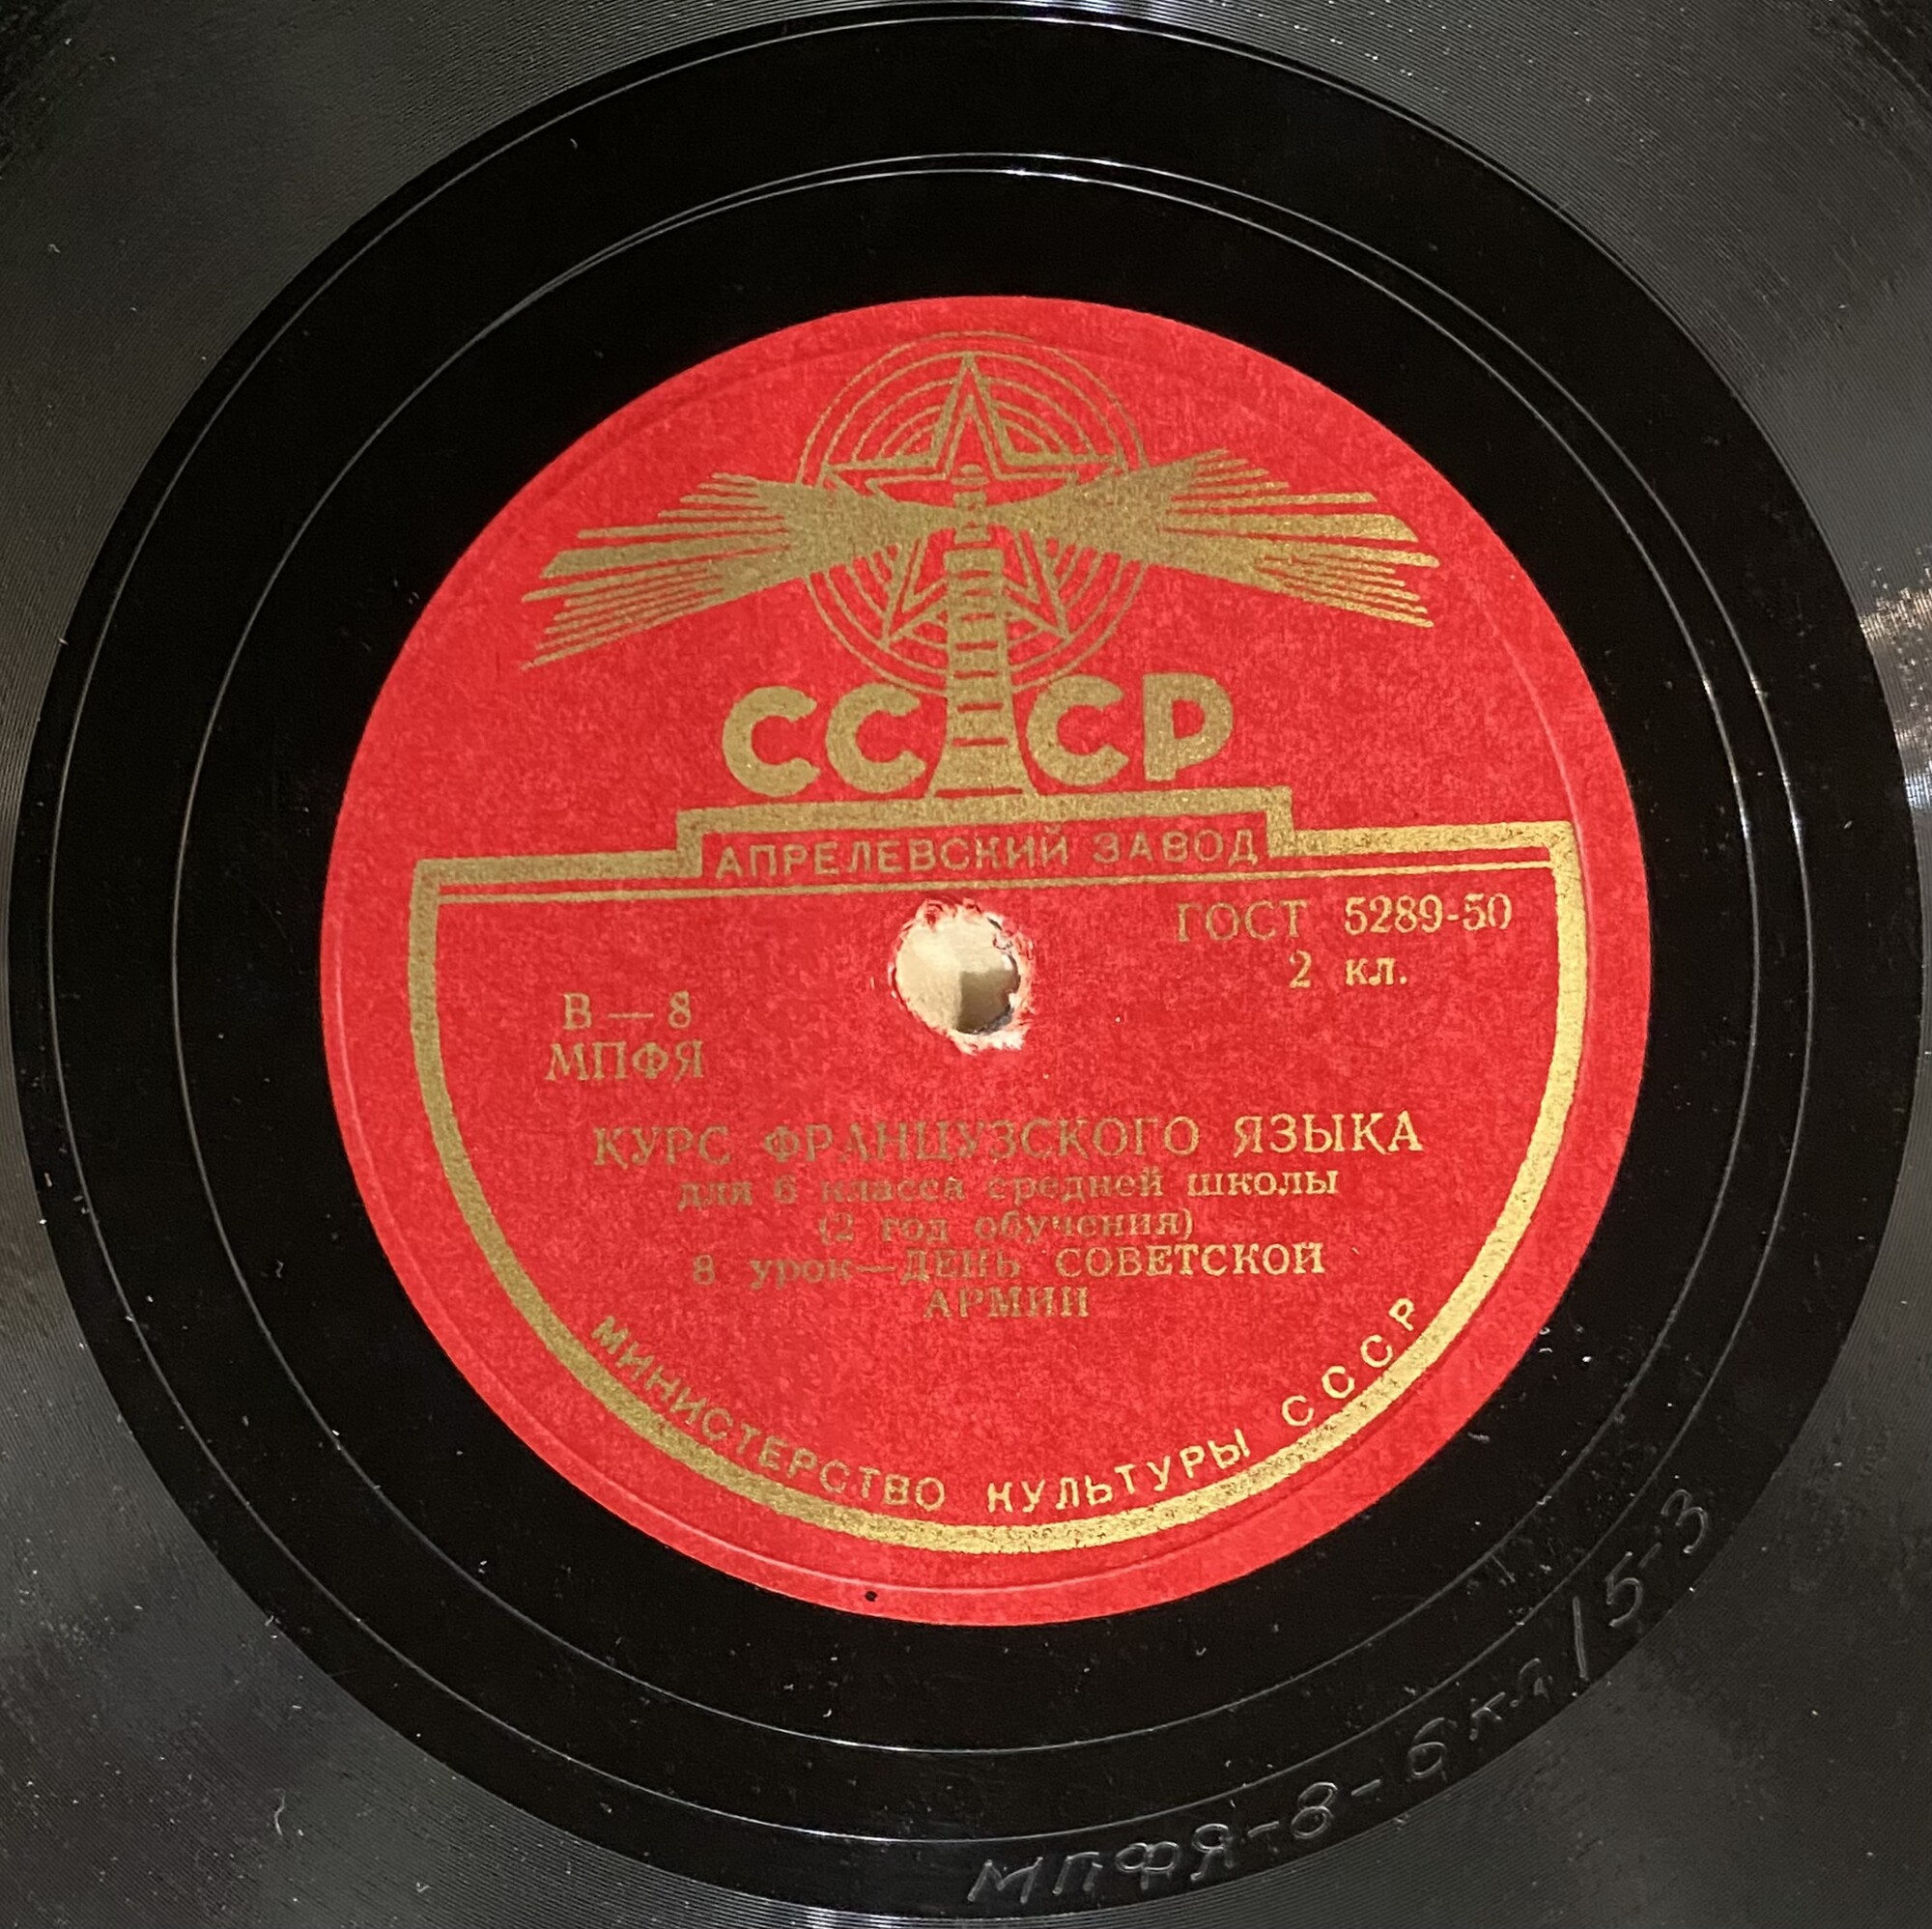 СССР
АПРЕЛЕВСКИЙ ЗАВОД
ГОСТ 5289-50
2 кл.
В — 8
МПФЯ
КУРС ФРАНЦУЗСКОГО ЯЗЫКА
для 6 класса средней школы
(2 год обучения)
8 урок—ДЕНЬ СОВЕТСКОЙ
АРМИИ
МИНИСТЕРСТВО КУЛЬТУРЫ СССР
МПФЯ-8-6кл/5-3